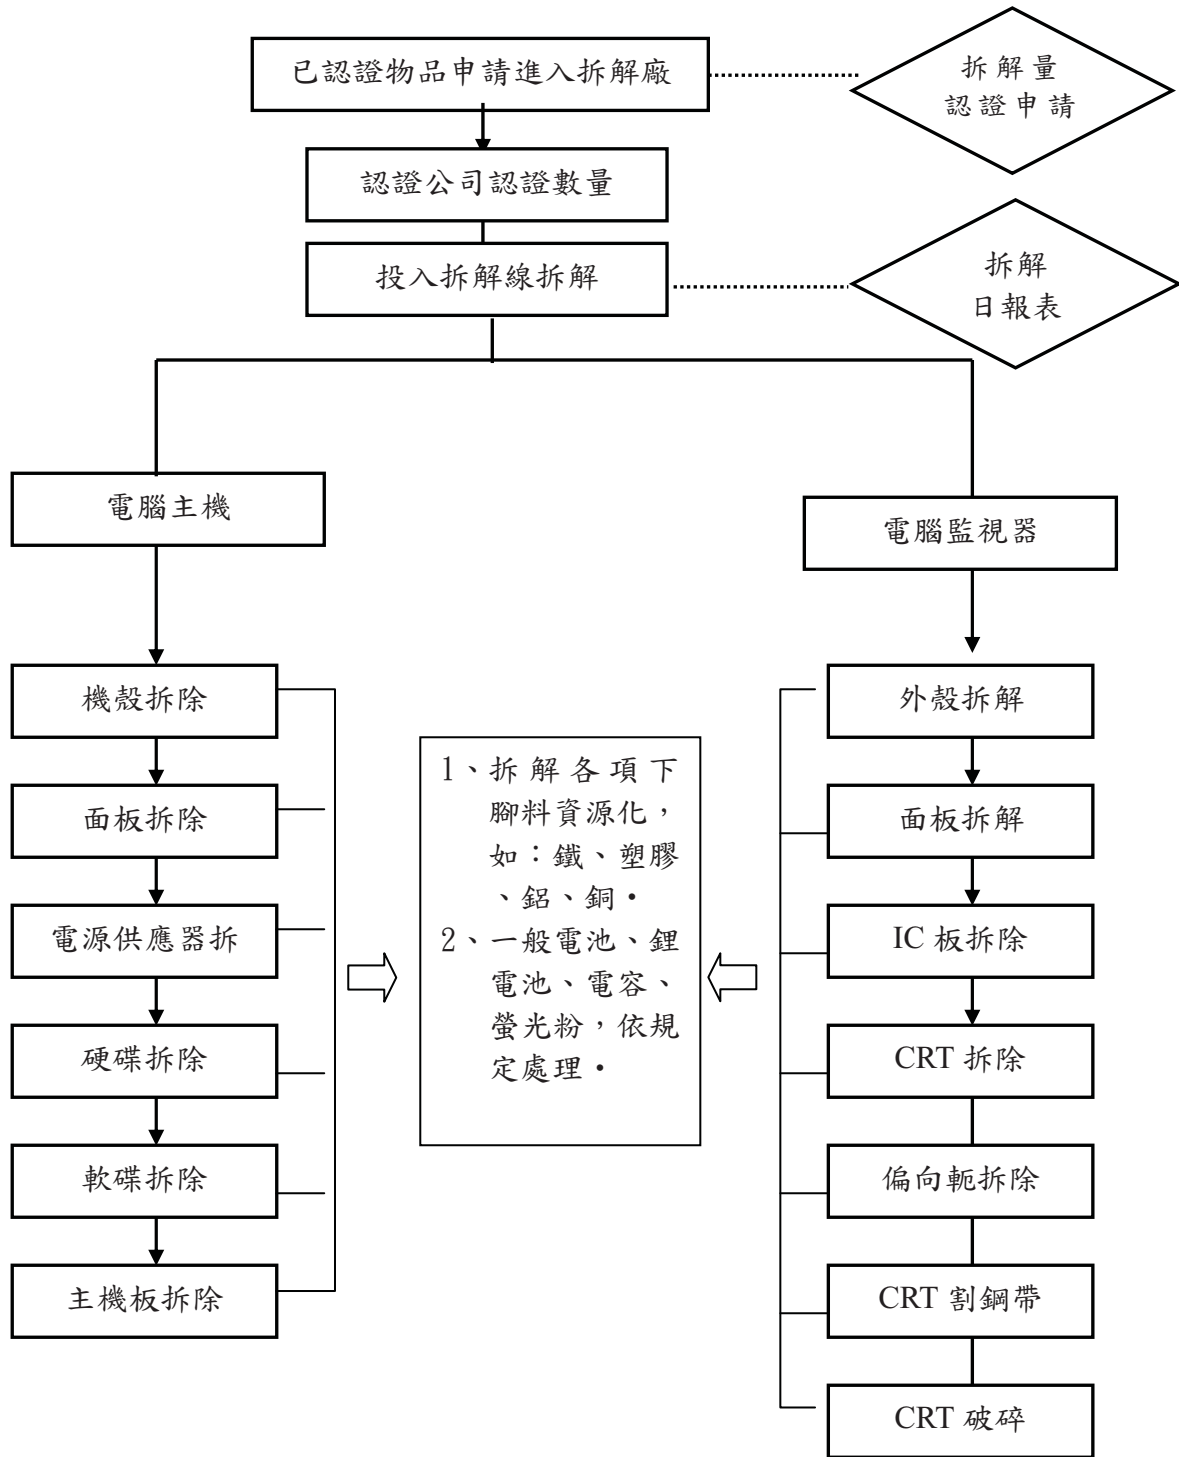 已認證物品申請進入拆解廠
拆解量
認證申請
認證公司認證數量
投入拆解線拆解
拆解
日報表
電腦主機
電腦監視器
機殼拆除
面板拆除
電源供應器拆
硬碟拆除
軟碟拆除
主機板拆除
1、拆解各項下
腳料資源化，
如：鐵、塑膠
、鋁、銅•
2、一般電池、鋰
電池、電容、
螢光粉，依規
定處理•
外殼拆解
面板拆解
IC 板拆除
CRT 拆除
偏向軛拆除
CRT 割鋼帶
CRT 破碎